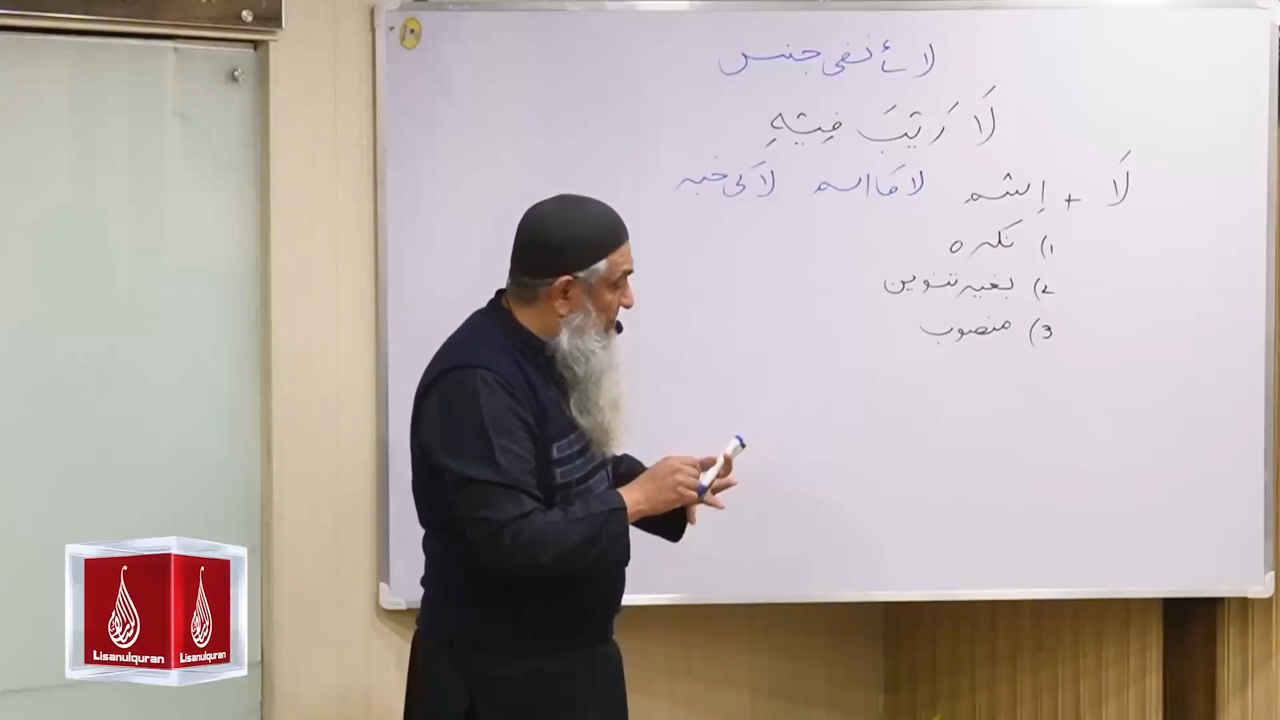 لائے نفی جنس
لَا رَيْبَ فِيْهِ
لَا + اِسْم لا کا اسم لا کی خبر
1) نکرہ
2) بغیر تنوین
3) منصوب
Lisanulquran Lisanulquran